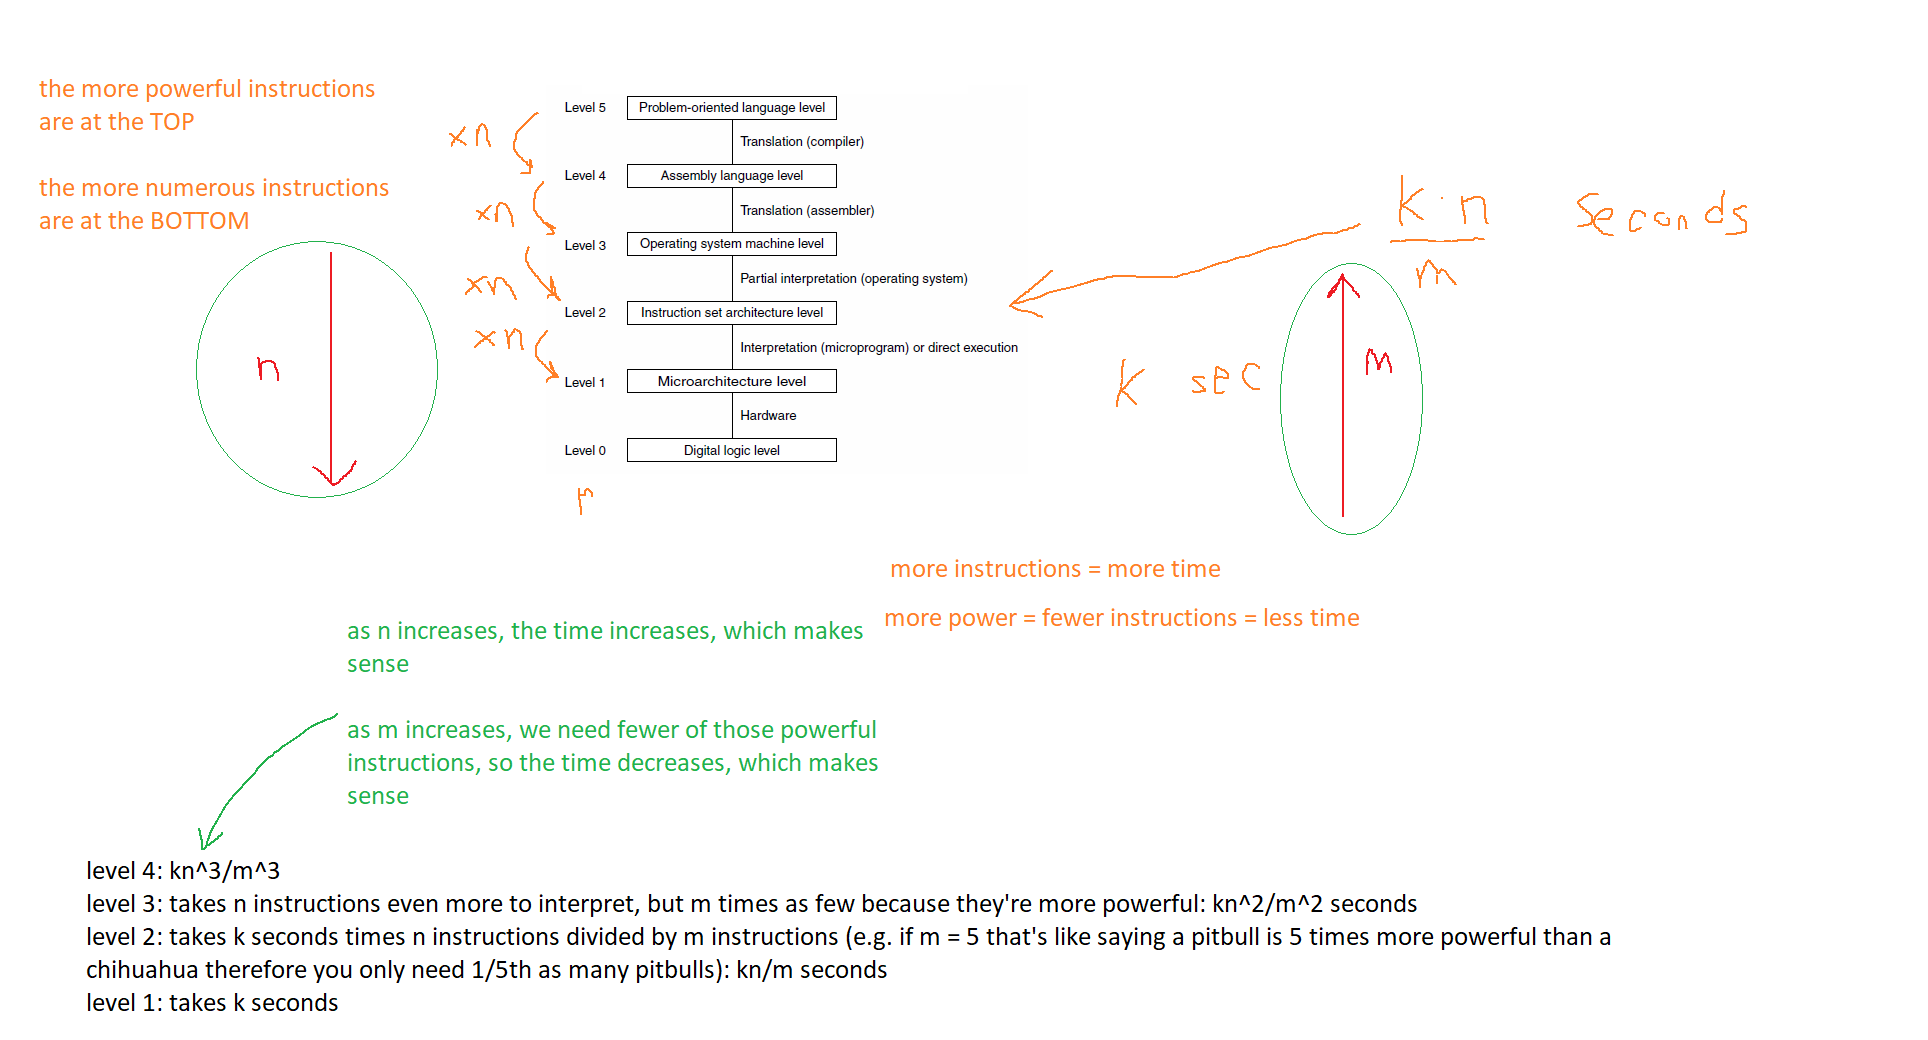 the more powerful instructions
are at the TOP
the more numerous instructions
are at the BOTTOM
n
xn
xn
xn
xn
Level 5 Problem-oriented language level
Translation (compiler)
Level 4 Assembly language level
Translation (assembler)
Level 3 Operating system machine level
Partial interpretation (operating system)
Level 2 Instruction set architecture level
Interpretation (microprogram) or direct execution
Level 1 Microarchitecture level
Hardware
Level 0 Digital logic level
k·n seconds
m
k sec
m
more instructions = more time
more power = fewer instructions = less time
as n increases, the time increases, which makes
sense
as m increases, we need fewer of those powerful
instructions, so the time decreases, which makes
sense
level 4: kn^3/m^3
level 3: takes n instructions even more to interpret, but m times as few because they're more powerful: kn^2/m^2 seconds
level 2: takes k seconds times n instructions divided by m instructions (e.g. if m = 5 that's like saying a pitbull is 5 times more powerful than a
chihuahua therefore you only need 1/5th as many pitbulls): kn/m seconds
level 1: takes k seconds